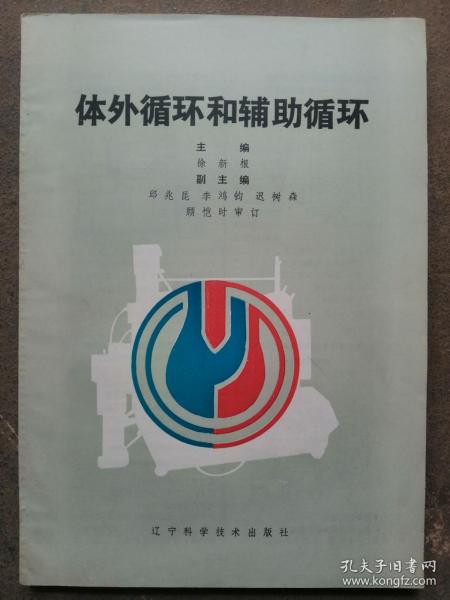 体外循环和辅助循环
主 编
徐新根
副主编
邱兆昆 李鸿钧 迟树森
顾恺时审订
辽宁科学技术出版社
孔夫子旧书网
www.kongfz.com